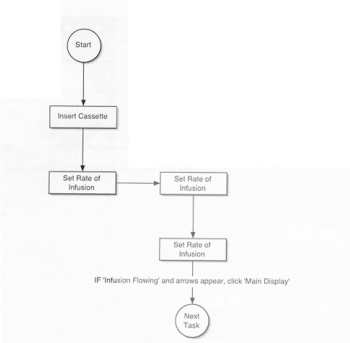 Start
Insert Cassette
Set Rate of
Infusion
Set Rate of
Infusion
Set Rate of
Infusion
IF 'Infusion Flowing' and arrows appear, click 'Main Display'
Next
Task